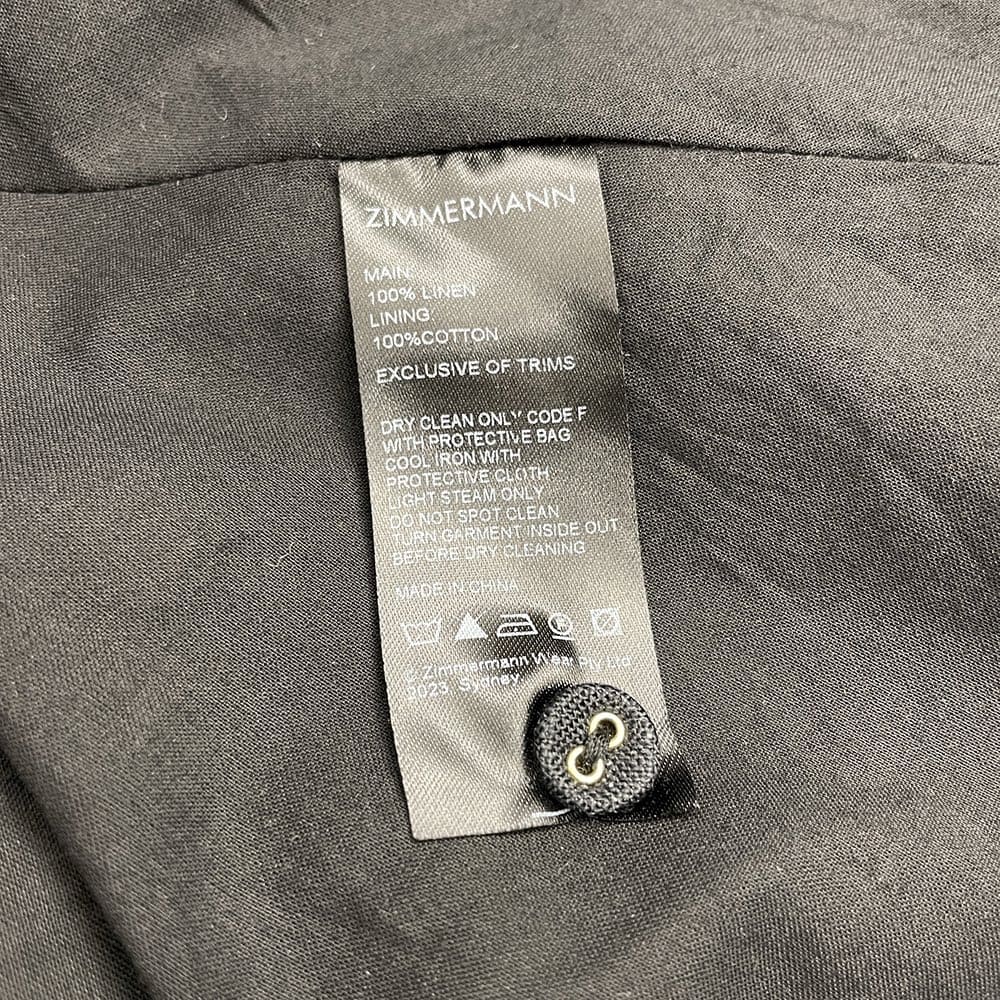 ZIMMERMANN
MAIN:
100% LINEN
LINING:
100%COTTON
EXCLUSIVE OF TRIMS
DRY CLEAN ONLY CODE F
WITH PROTECTIVE BAG
COOL IRON WITH
PROTECTIVE CLOTH
LIGHT STEAM ONLY
DO NOT SPOT CLEAN
TURN GARMENT INSIDE OUT
BEFORE DRY CLEANING
MADE IN CHINA
© Zimmermann Wear Pty Ltd
2023 Sydney